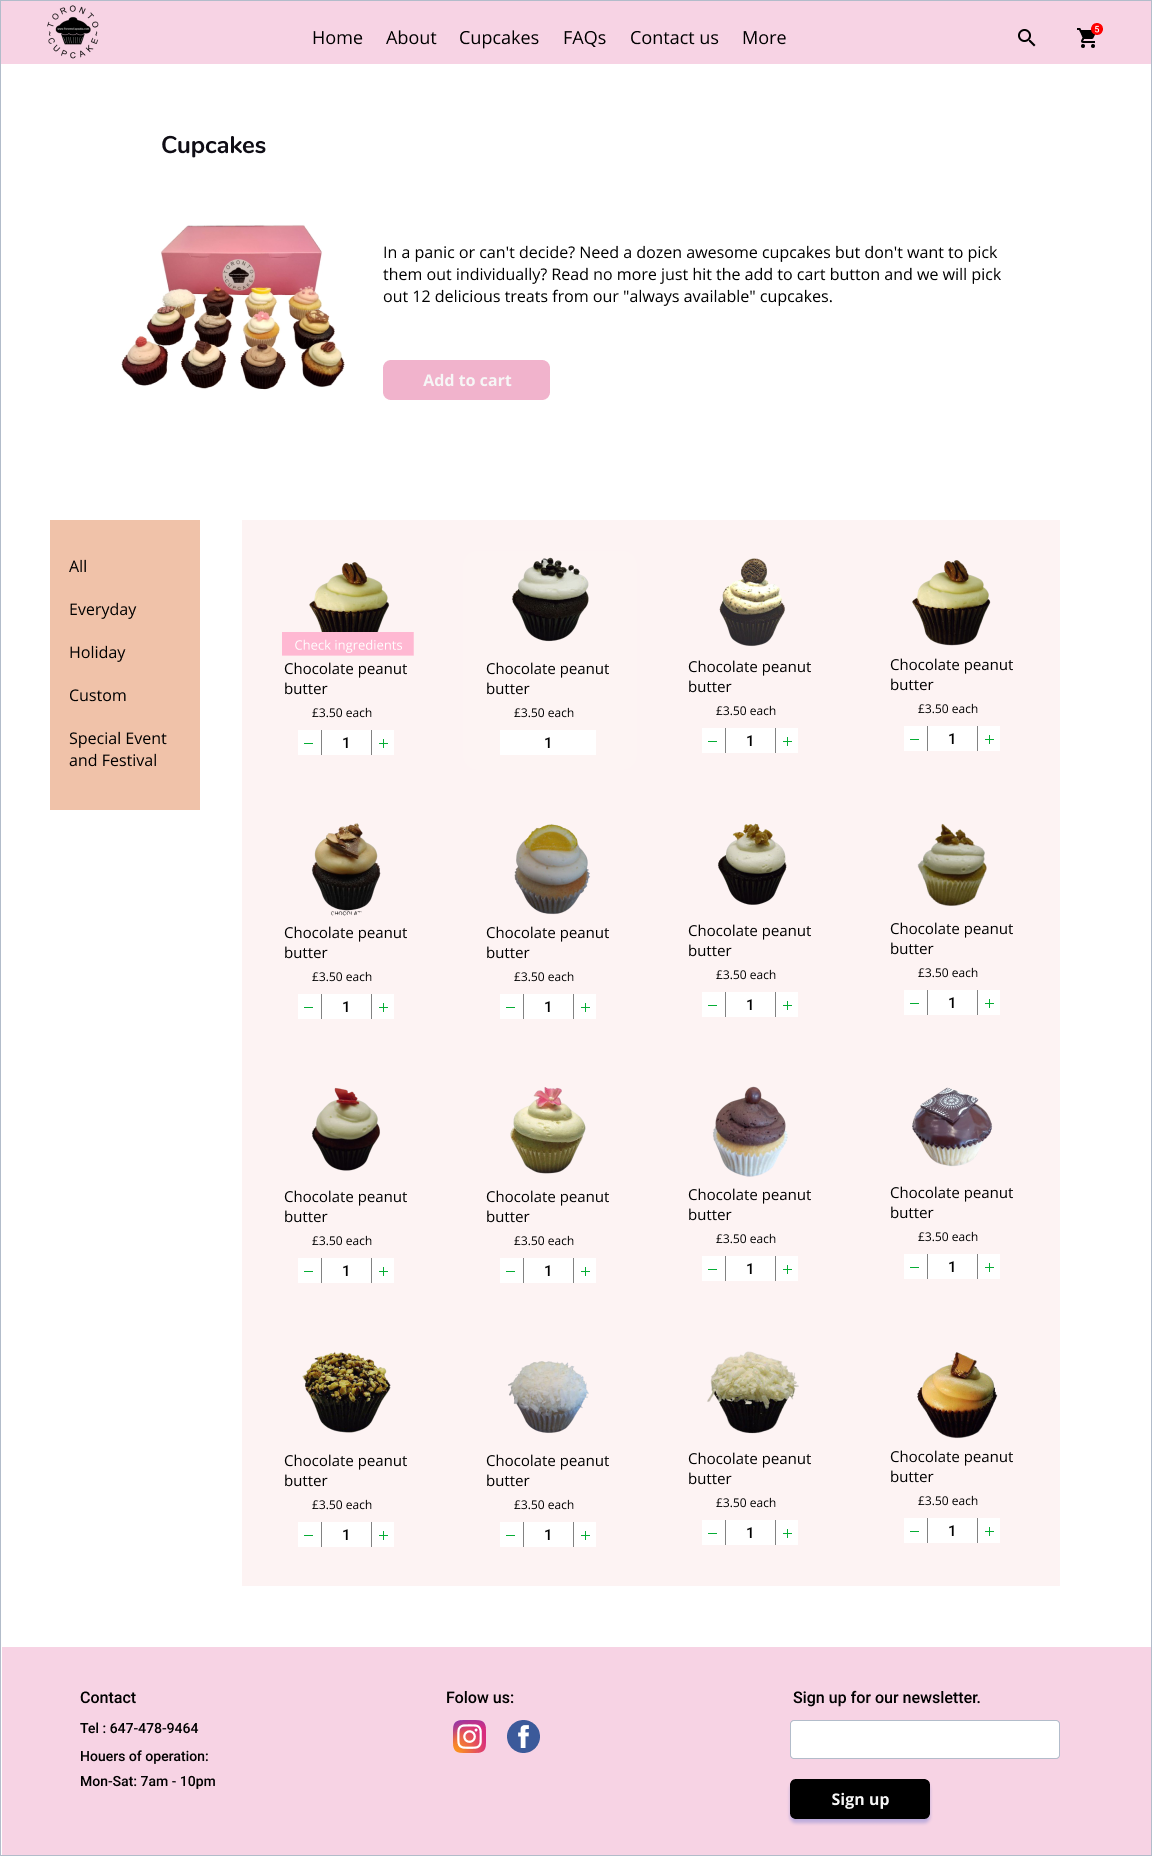 TORONTO
CUPCAKE
Home About Cupcakes FAQs Contact us More
5
Cupcakes
TORONTO
In a panic or can't decide? Need a dozen awesome cupcakes but don't want to pick
them out individually? Read no more just hit the add to cart button and we will pick
out 12 delicious treats from our "always available" cupcakes.
Add to cart
All
Everyday
Holiday
Custom
Special Event
and Festival
Check ingredients
Chocolate peanut
butter
£3.50 each
− 1 +
Chocolate peanut
butter
£3.50 each
1
Chocolate peanut
butter
£3.50 each
− 1 +
Chocolate peanut
butter
£3.50 each
− 1 +
Chocolate peanut
butter
£3.50 each
− 1 +
Chocolate peanut
butter
£3.50 each
− 1 +
Chocolate peanut
butter
£3.50 each
− 1 +
Chocolate peanut
butter
£3.50 each
− 1 +
Chocolate peanut
butter
£3.50 each
− 1 +
Chocolate peanut
butter
£3.50 each
− 1 +
Chocolate peanut
butter
£3.50 each
− 1 +
Chocolate peanut
butter
£3.50 each
− 1 +
Chocolate peanut
butter
£3.50 each
− 1 +
Chocolate peanut
butter
£3.50 each
− 1 +
Chocolate peanut
butter
£3.50 each
− 1 +
Chocolate peanut
butter
£3.50 each
− 1 +
Contact
Tel : 647-478-9464
Houers of operation:
Mon-Sat: 7am - 10pm
Folow us:
Sign up for our newsletter.
Sign up